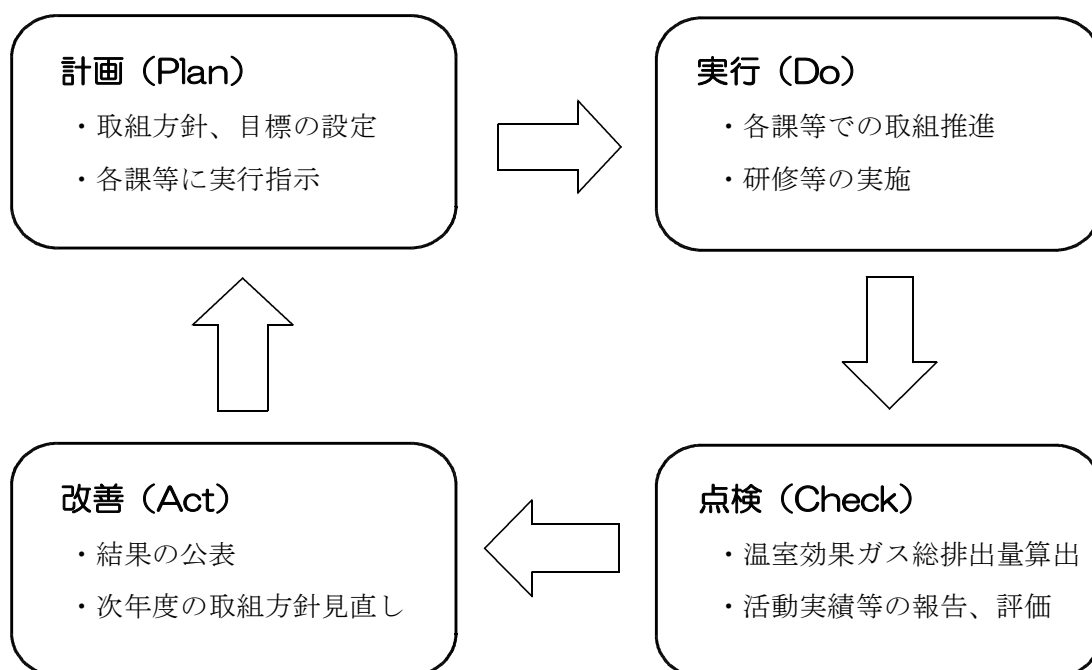 計画（Plan）
・取組方針、目標の設定
・各課等に実行指示
実行（Do）
・各課等での取組推進
・研修等の実施
改善（Act）
・結果の公表
・次年度の取組方針見直し
点検（Check）
・温室効果ガス総排出量算出
・活動実績等の報告、評価